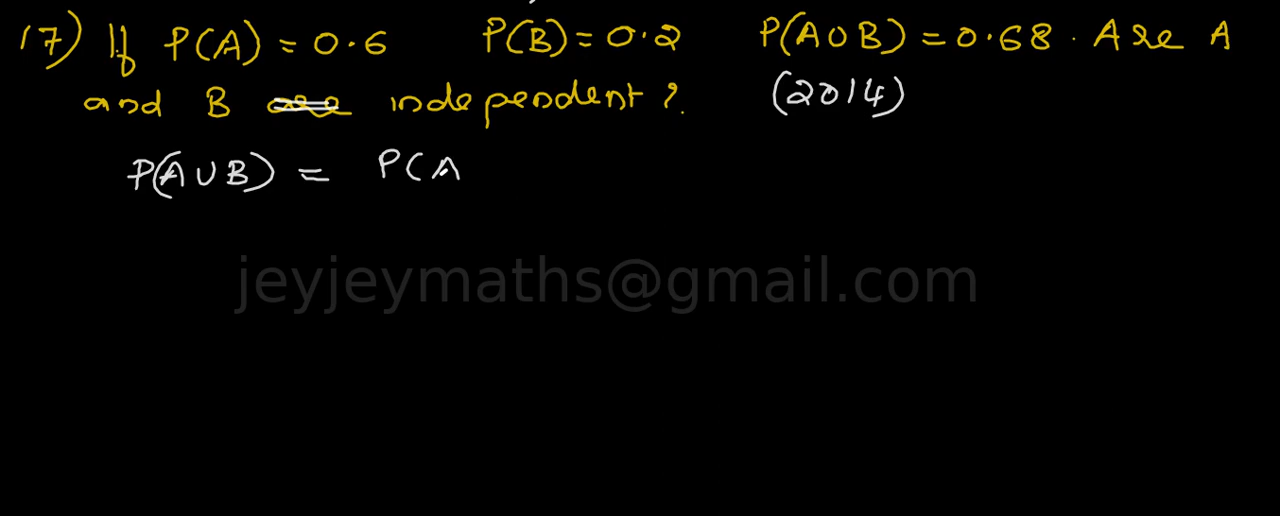 17) If P(A) = 0.6 P(B) = 0.2 P(A∪B) = 0.68. Are A
and B are independent? (2014)
P(A∪B) = P(A
jeyjeymaths@gmail.com